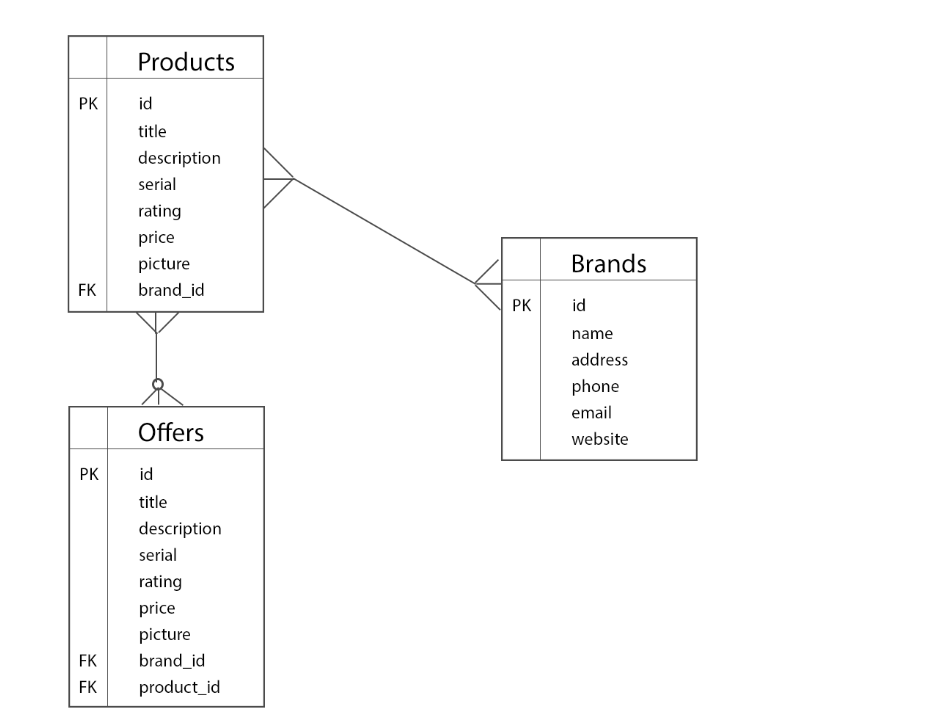 Products
PK id
title
description
serial
rating
price
picture
FK brand_id
Brands
PK id
name
address
phone
email
website
Offers
PK id
title
description
serial
rating
price
picture
FK brand_id
FK product_id